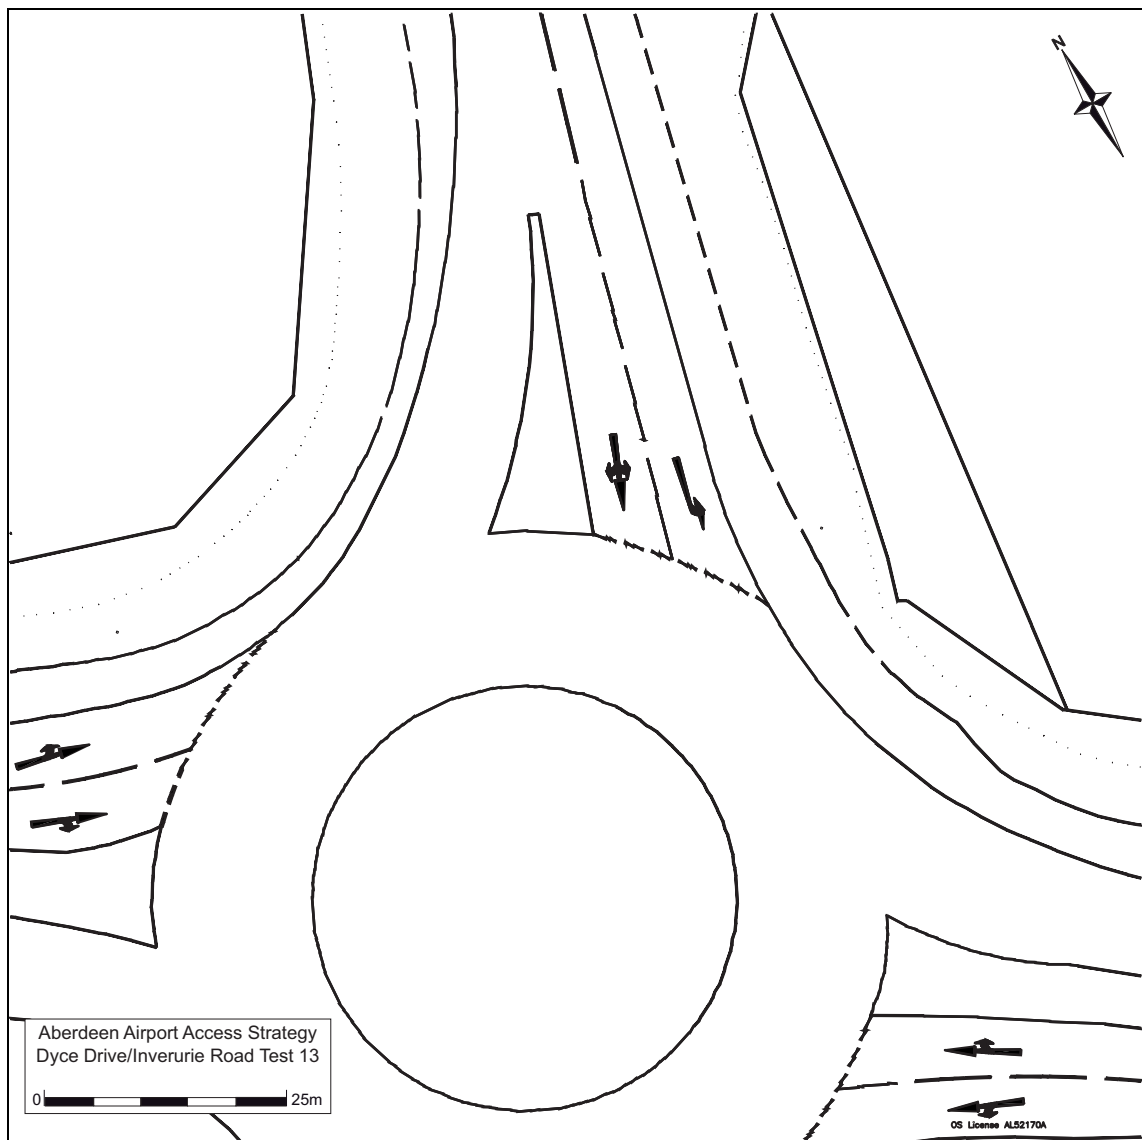 N
Aberdeen Airport Access Strategy
Dyce Drive/Inverurie Road Test 13
0 25m
OS License AL52170A